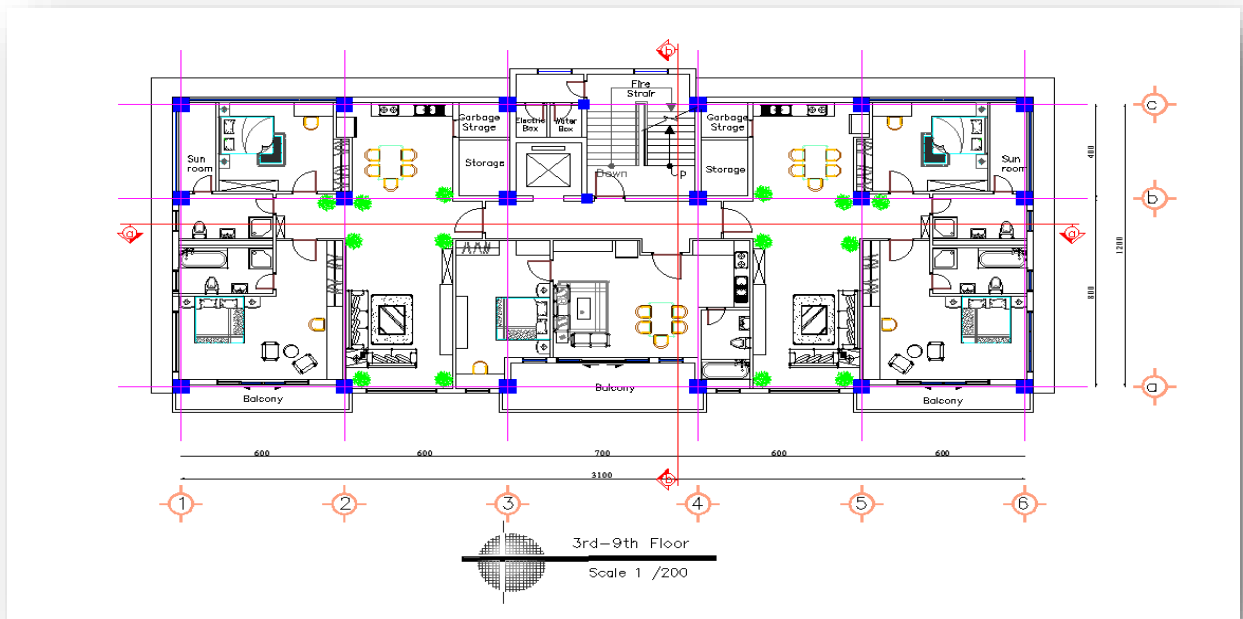 b
Fire
Strair
c
Garbage
Strage
Electric
Box
Water
Box
Garbage
Strage
480
Sun
room
Storage
Down
Storage
Sun
room
b
a
a
1200
800
Balcony
a
Balcony
Balcony
600
600
700
600
600
3100
b
1
2
3
4
5
6
3rd-9th Floor
Scale 1 /200